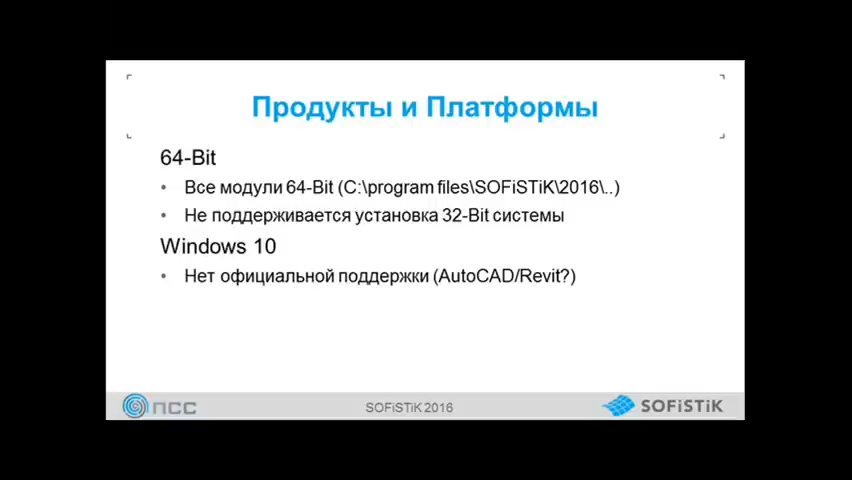 Продукты и Платформы
64-Bit
• Все модули 64-Bit (C:\program files\SOFiSTiK\2016\..)
• Не поддерживается установка 32-Bit системы
Windows 10
• Нет официальной поддержки (AutoCAD/Revit?)
ПСС
SOFiSTiK 2016
SOFiSTiK